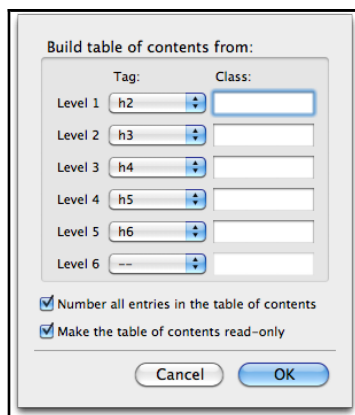 Build table of contents from:
Tag: Class:
Level 1 h2
Level 2 h3
Level 3 h4
Level 4 h5
Level 5 h6
Level 6 --
Number all entries in the table of contents
Make the table of contents read-only
Cancel OK